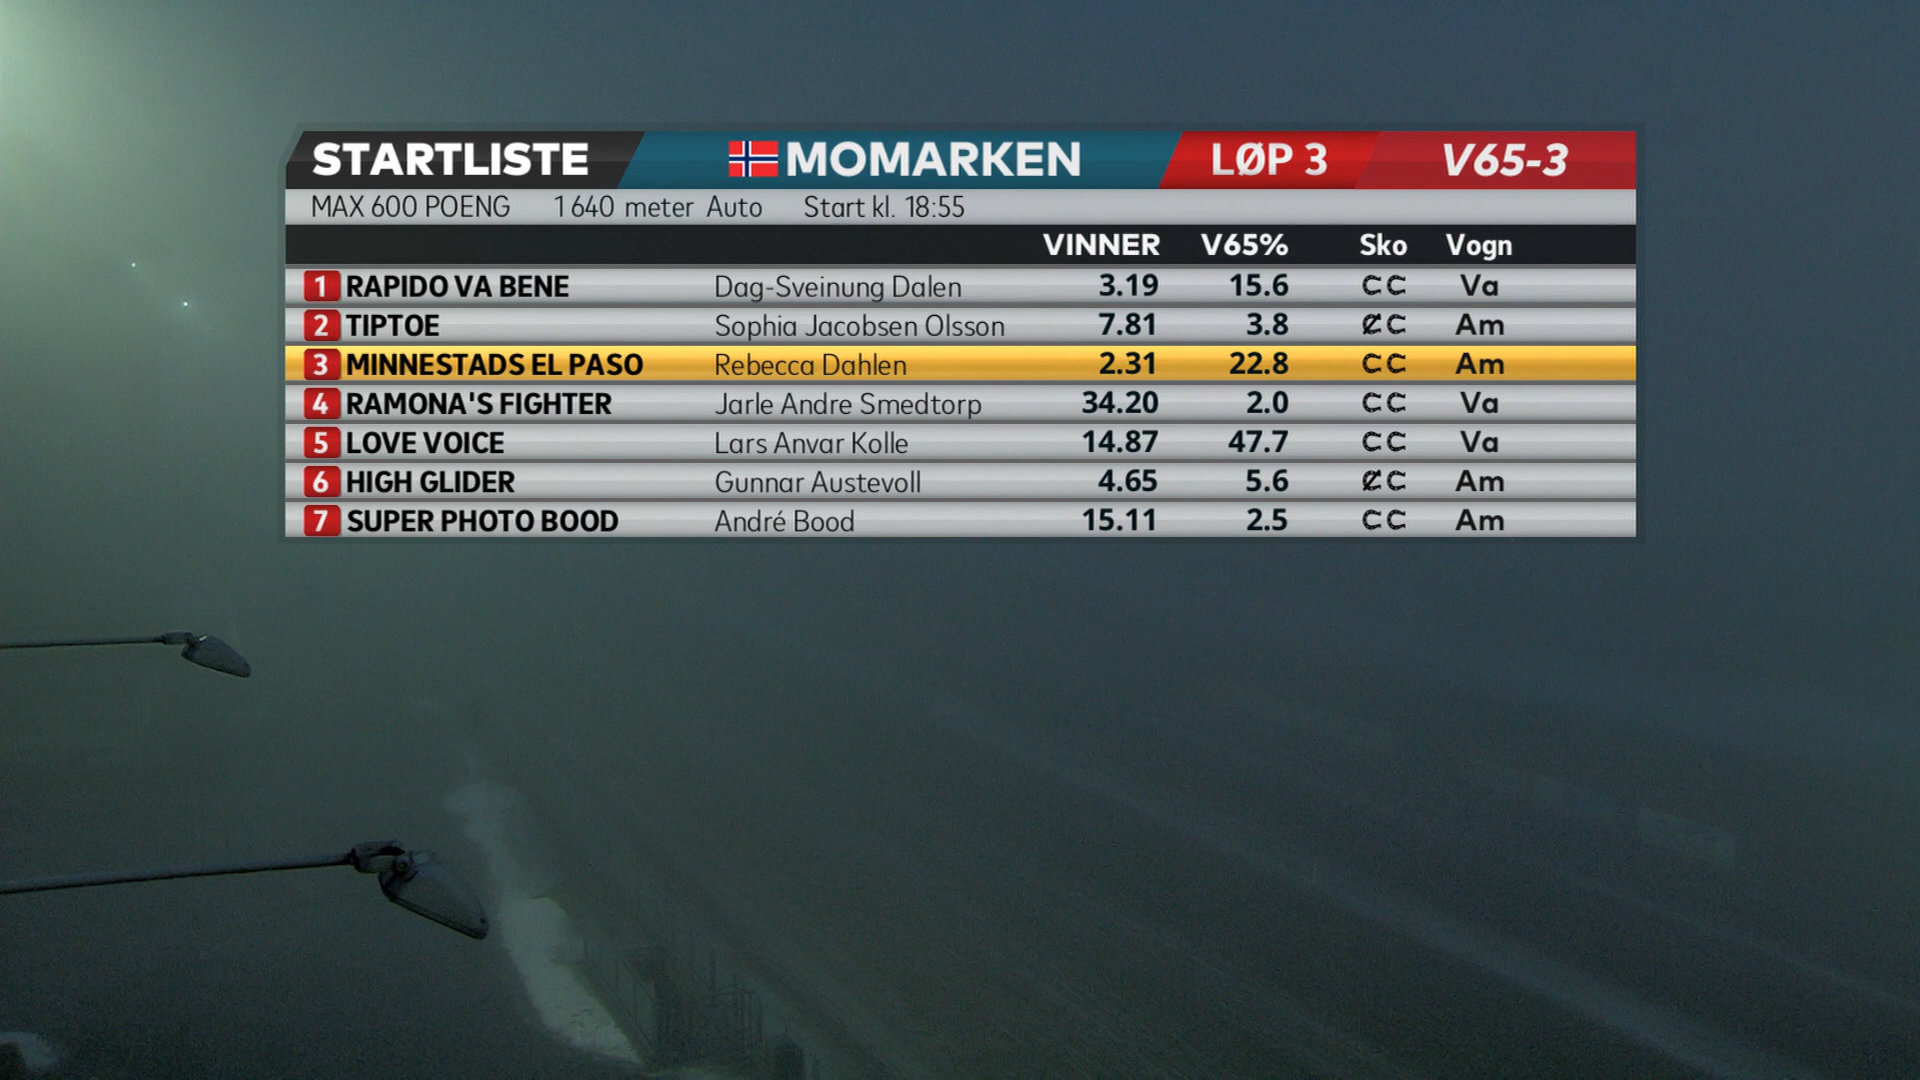 STARTLISTE MOMARKEN LØP 3 V65-3
MAX 600 POENG 1640 meter Auto Start kl. 18:55
VINNER V65% Sko Vogn
1 RAPIDO VA BENE Dag-Sveinung Dalen 3.19 15.6 C C Va
2 TIPTOE Sophia Jacobsen Olsson 7.81 3.8 ₡ C Am
3 MINNESTADS EL PASO Rebecca Dahlen 2.31 22.8 C C Am
4 RAMONA'S FIGHTER Jarle Andre Smedtorp 34.20 2.0 C C Va
5 LOVE VOICE Lars Anvar Kolle 14.87 47.7 C C Va
6 HIGH GLIDER Gunnar Austevoll 4.65 5.6 ₡ C Am
7 SUPER PHOTO BOOD André Bood 15.11 2.5 C C Am